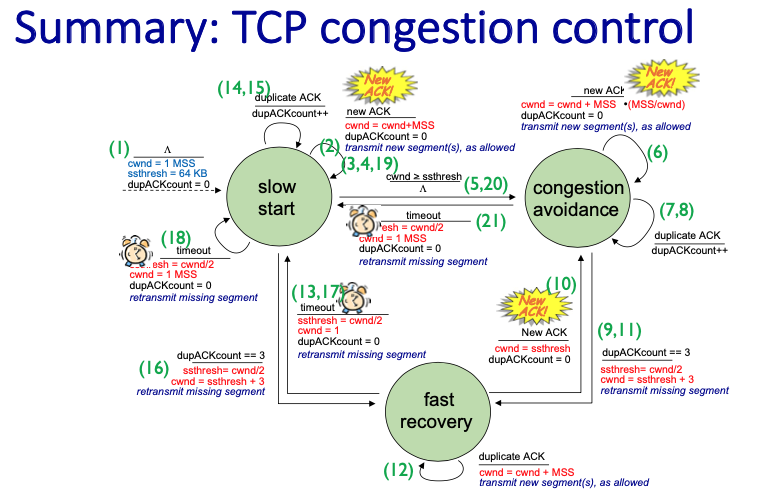 Summary: TCP congestion control
(14,15)
duplicate ACK
dupACKcount++
New
ACK!
new ACK
cwnd = cwnd+MSS
dupACKcount = 0
transmit new segment(s), as allowed
(2)
(3,4,19)
New
ACK!
new ACK
cwnd = cwnd + MSS •(MSS/cwnd)
dupACKcount = 0
transmit new segment(s), as allowed
(6)
(1)
Λ
cwnd = 1 MSS
ssthresh = 64 KB
dupACKcount = 0
slow
start
cwnd ≥ ssthresh
Λ
(5,20)
congestion
avoidance
(7,8)
duplicate ACK
dupACKcount++
timeout
(21)
esh = cwnd/2
cwnd = 1 MSS
dupACKcount = 0
retransmit missing segment
(18)
timeout
esh = cwnd/2
cwnd = 1 MSS
dupACKcount = 0
retransmit missing segment
(13,17)
timeout
ssthresh = cwnd/2
cwnd = 1
dupACKcount = 0
retransmit missing segment
(10)
New
ACK!
New ACK
cwnd = ssthresh
dupACKcount = 0
(9,11)
dupACKcount == 3
ssthresh= cwnd/2
cwnd = ssthresh + 3
retransmit missing segment
(16)
dupACKcount == 3
ssthresh= cwnd/2
cwnd = ssthresh + 3
retransmit missing segment
fast
recovery
(12)
duplicate ACK
cwnd = cwnd + MSS
transmit new segment(s), as allowed